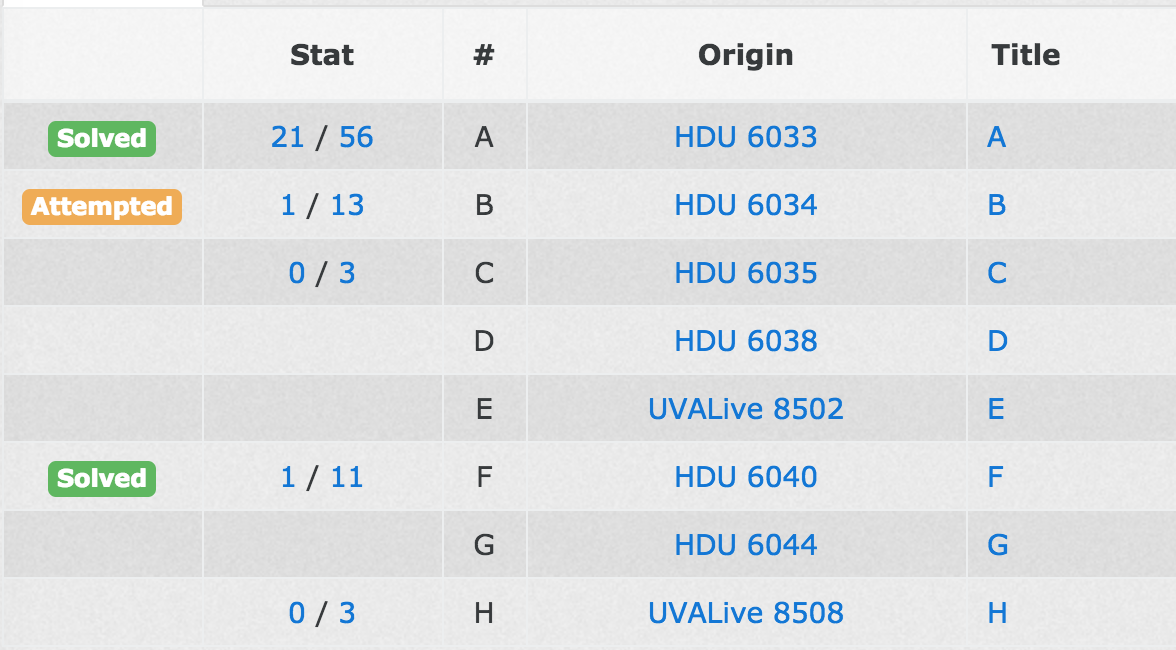 Stat # Origin Title
Solved 21 / 56 A HDU 6033 A
Attempted 1 / 13 B HDU 6034 B
0 / 3 C HDU 6035 C
D HDU 6038 D
E UVALive 8502 E
Solved 1 / 11 F HDU 6040 F
G HDU 6044 G
0 / 3 H UVALive 8508 H